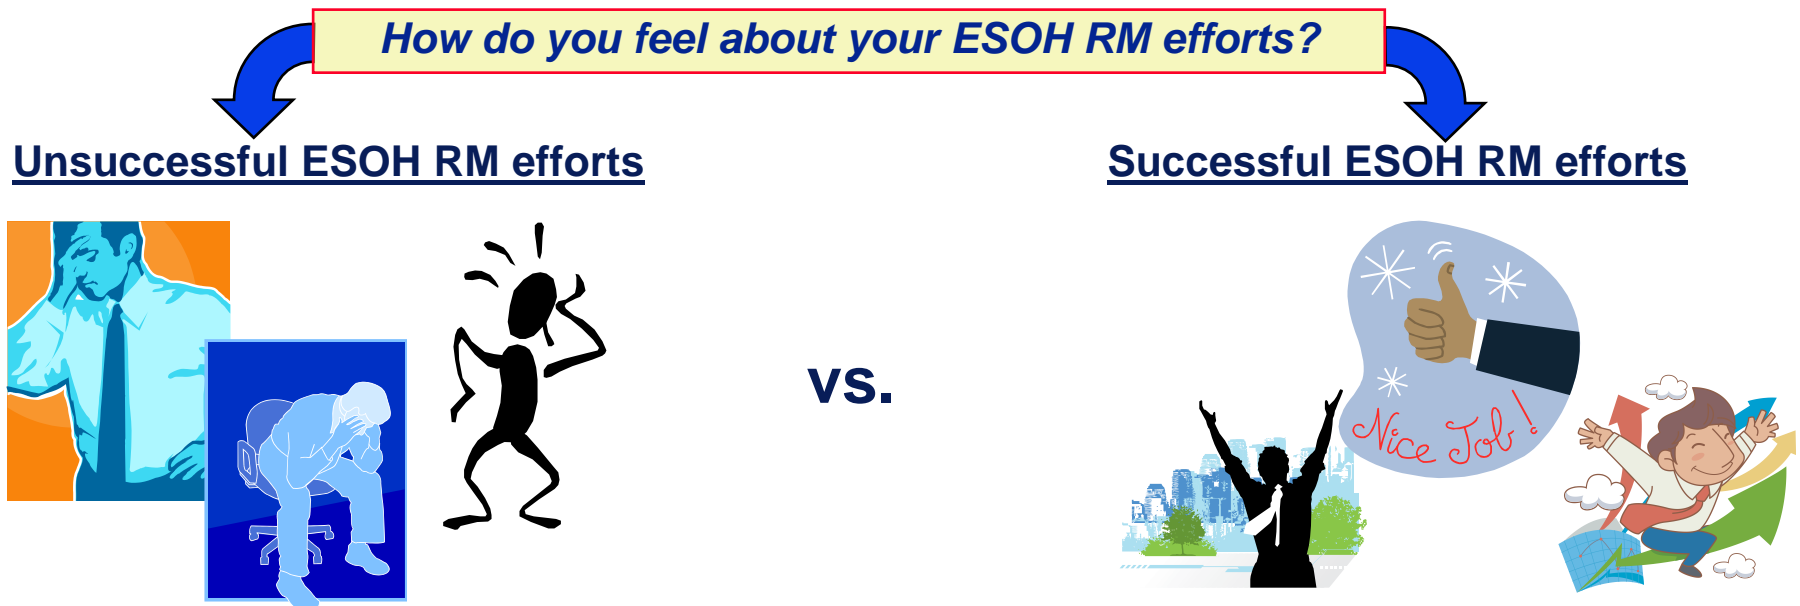 How do you feel about your ESOH RM efforts?
Unsuccessful ESOH RM efforts
Successful ESOH RM efforts
vs.
Nice Job!